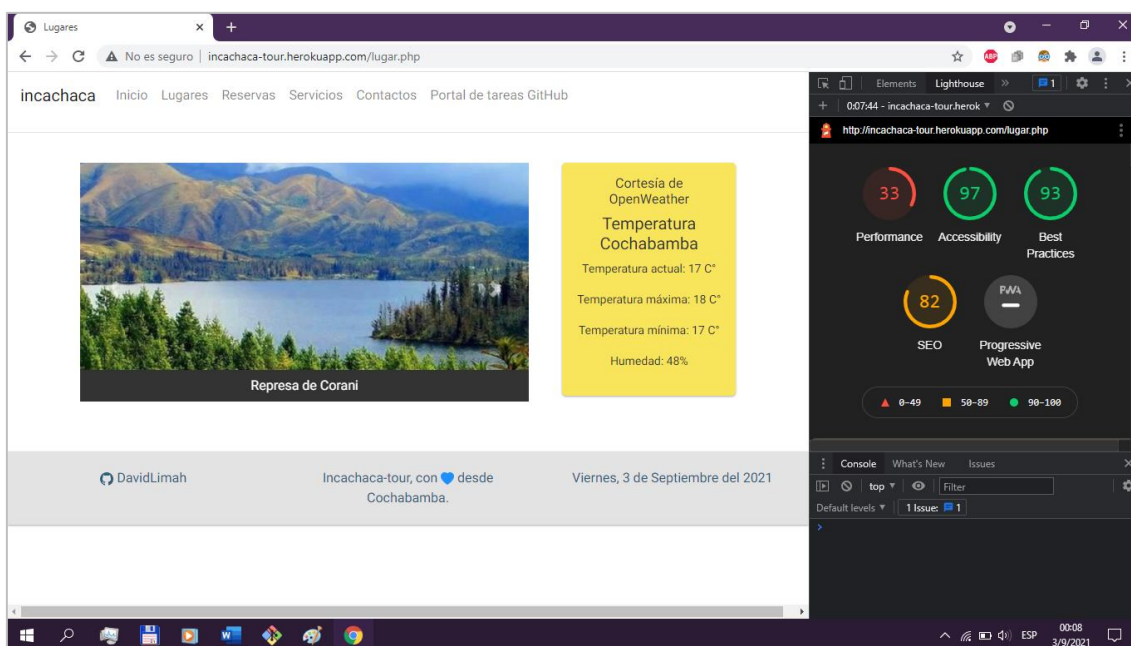 Lugares
No es seguro | incachaca-tour.herokuapp.com/lugar.php
ABP
incachaca Inicio Lugares Reservas Servicios Contactos Portal de tareas GitHub
Represa de Corani
Cortesía de
OpenWeather
Temperatura
Cochabamba
Temperatura actual: 17 C°
Temperatura máxima: 18 C°
Temperatura mínima: 17 C°
Humedad: 48%
DavidLimah
Incachaca-tour, con 💙 desde
Cochabamba.
Viernes, 3 de Septiembre del 2021
Elements Lighthouse » 1
+ 0:07:44 - incachaca-tour.herok
http://incachaca-tour.herokuapp.com/lugar.php
33 97 93
Performance Accessibility Best
Practices
82 PWA
SEO Progressive
Web App
0-49 50-89 90-100
Console What's New Issues
top Filter
Default levels 1 Issue: 1
ESP
00:08
3/9/2021